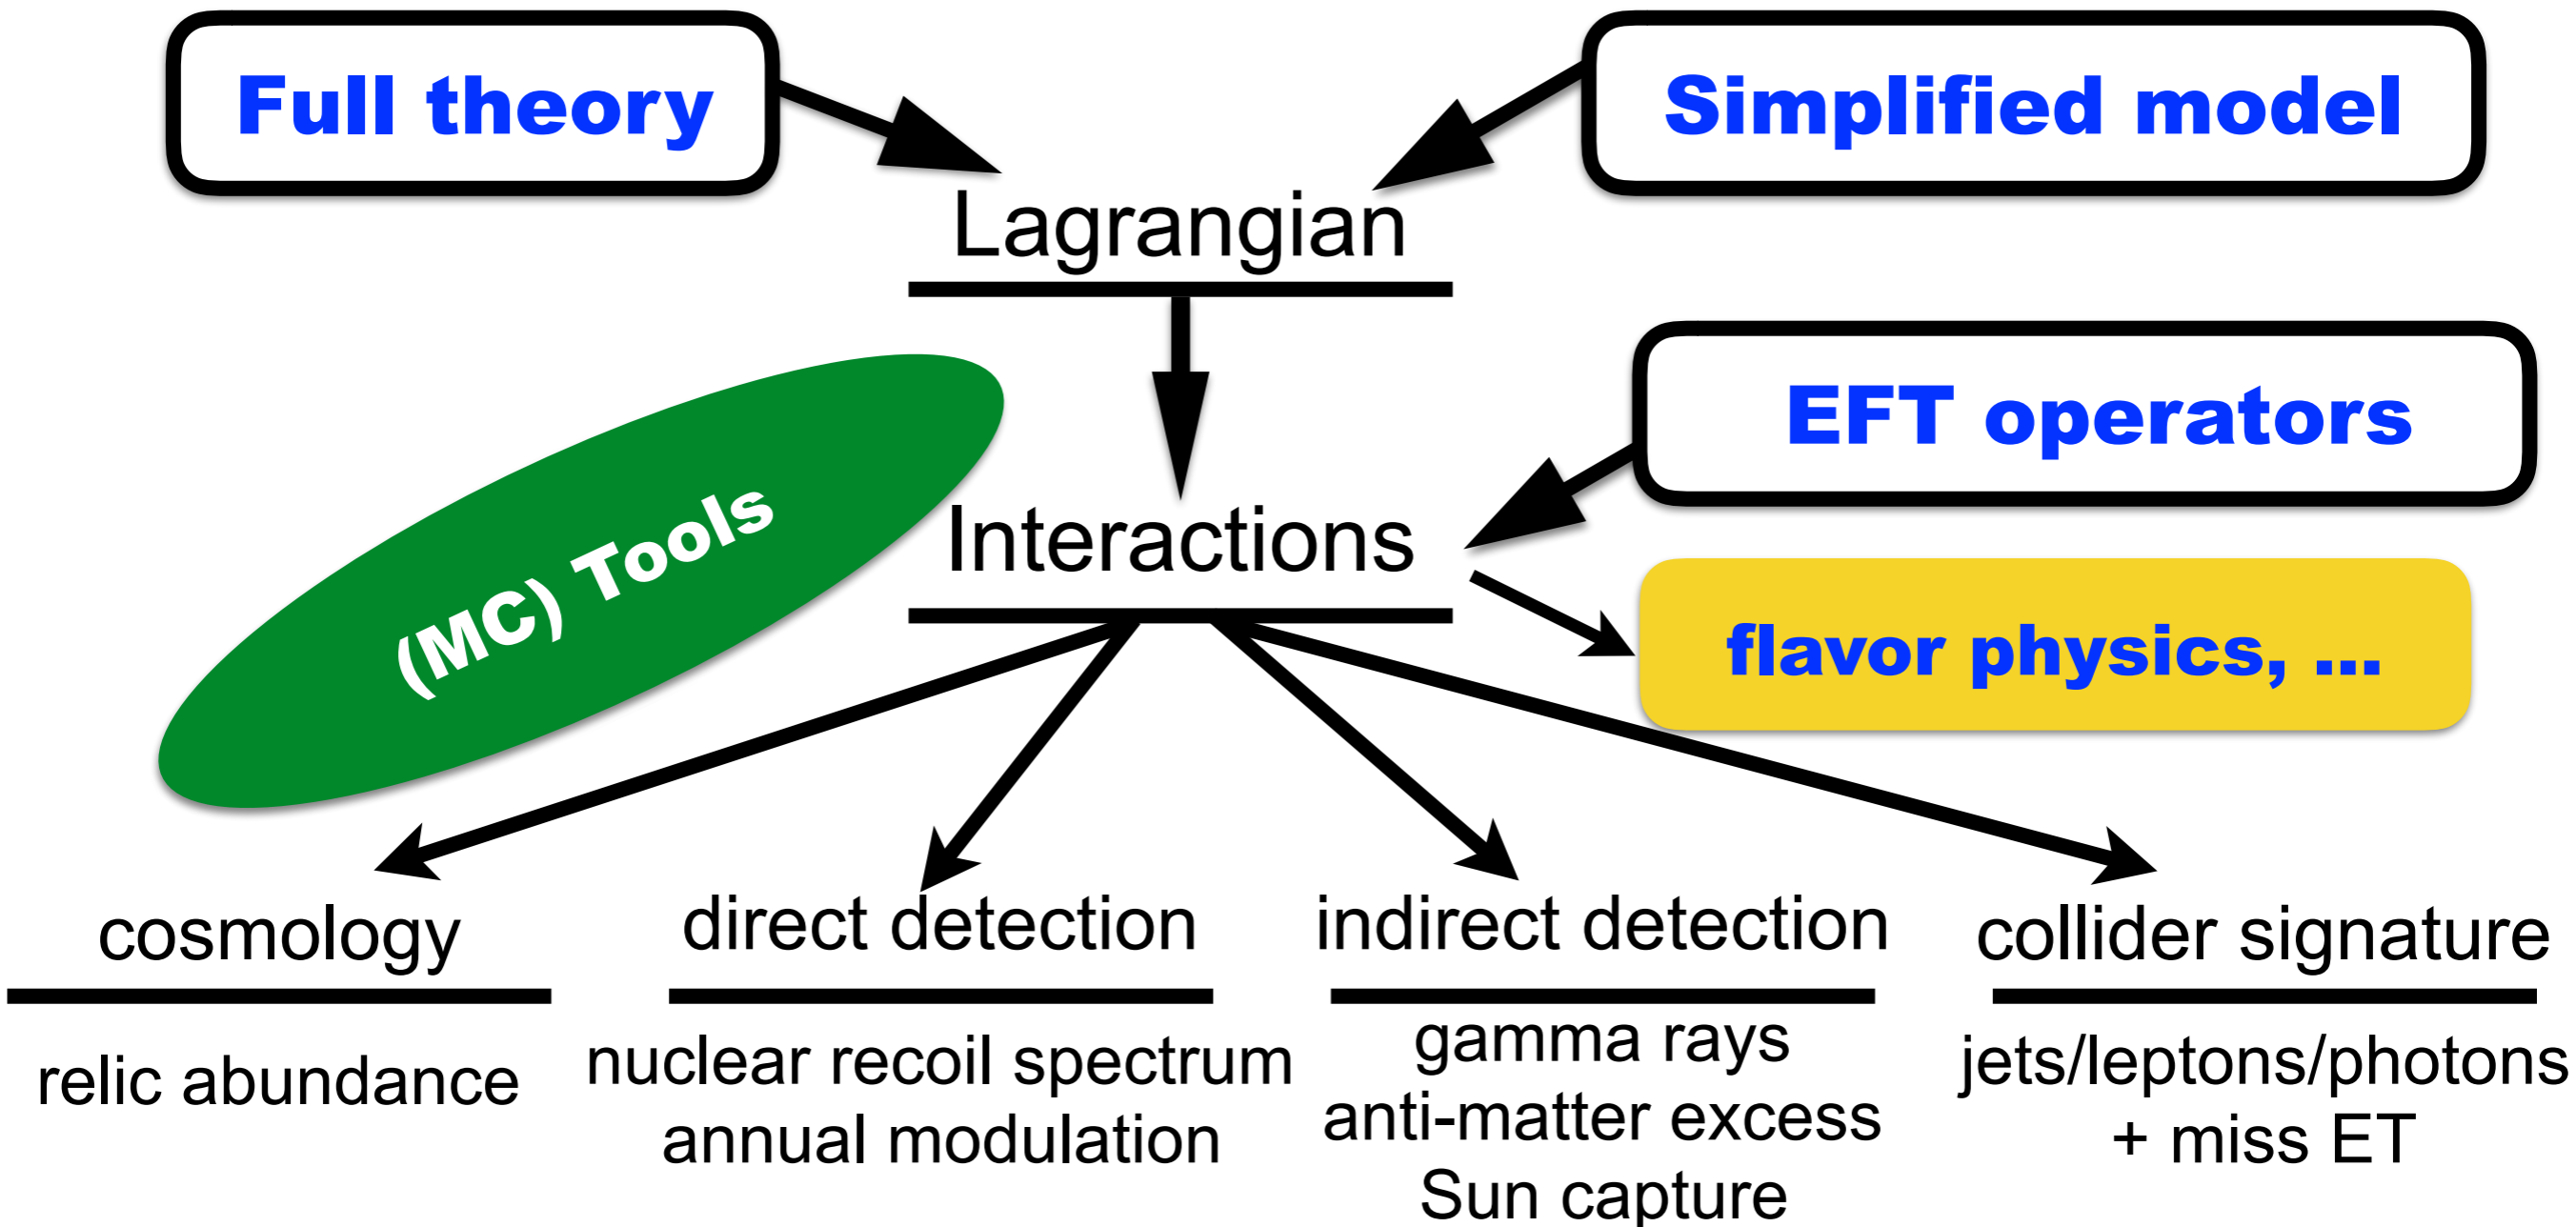 Full theory
Simplified model
Lagrangian
EFT operators
(MC) Tools
Interactions
flavor physics, ...
cosmology
direct detection
indirect detection
collider signature
relic abundance
nuclear recoil spectrum
annual modulation
gamma rays
anti-matter excess
Sun capture
jets/leptons/photons
+ miss ET